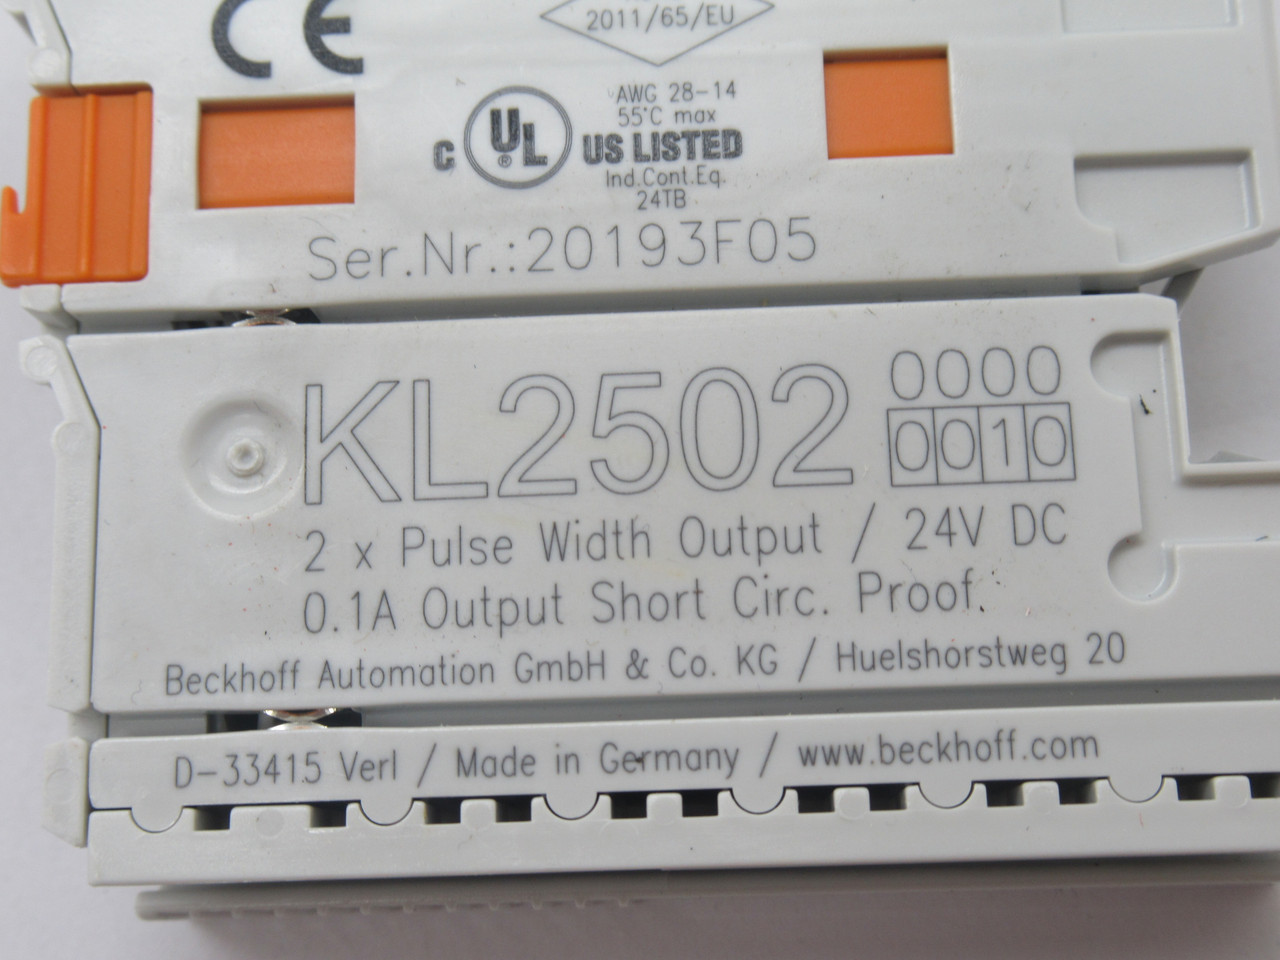 CE
2011/65/EU
AWG 28-14
55°C max
C UL ® US LISTED
Ind.Cont.Eq.
24TB
Ser.Nr.:20193F05
KL2502
0000
0010
2 x Pulse Width Output / 24V DC
0.1A Output Short Circ. Proof.
Beckhoff Automation GmbH & Co. KG / Huelshorstweg 20
D-33415 Verl / Made in Germany / www.beckhoff.com